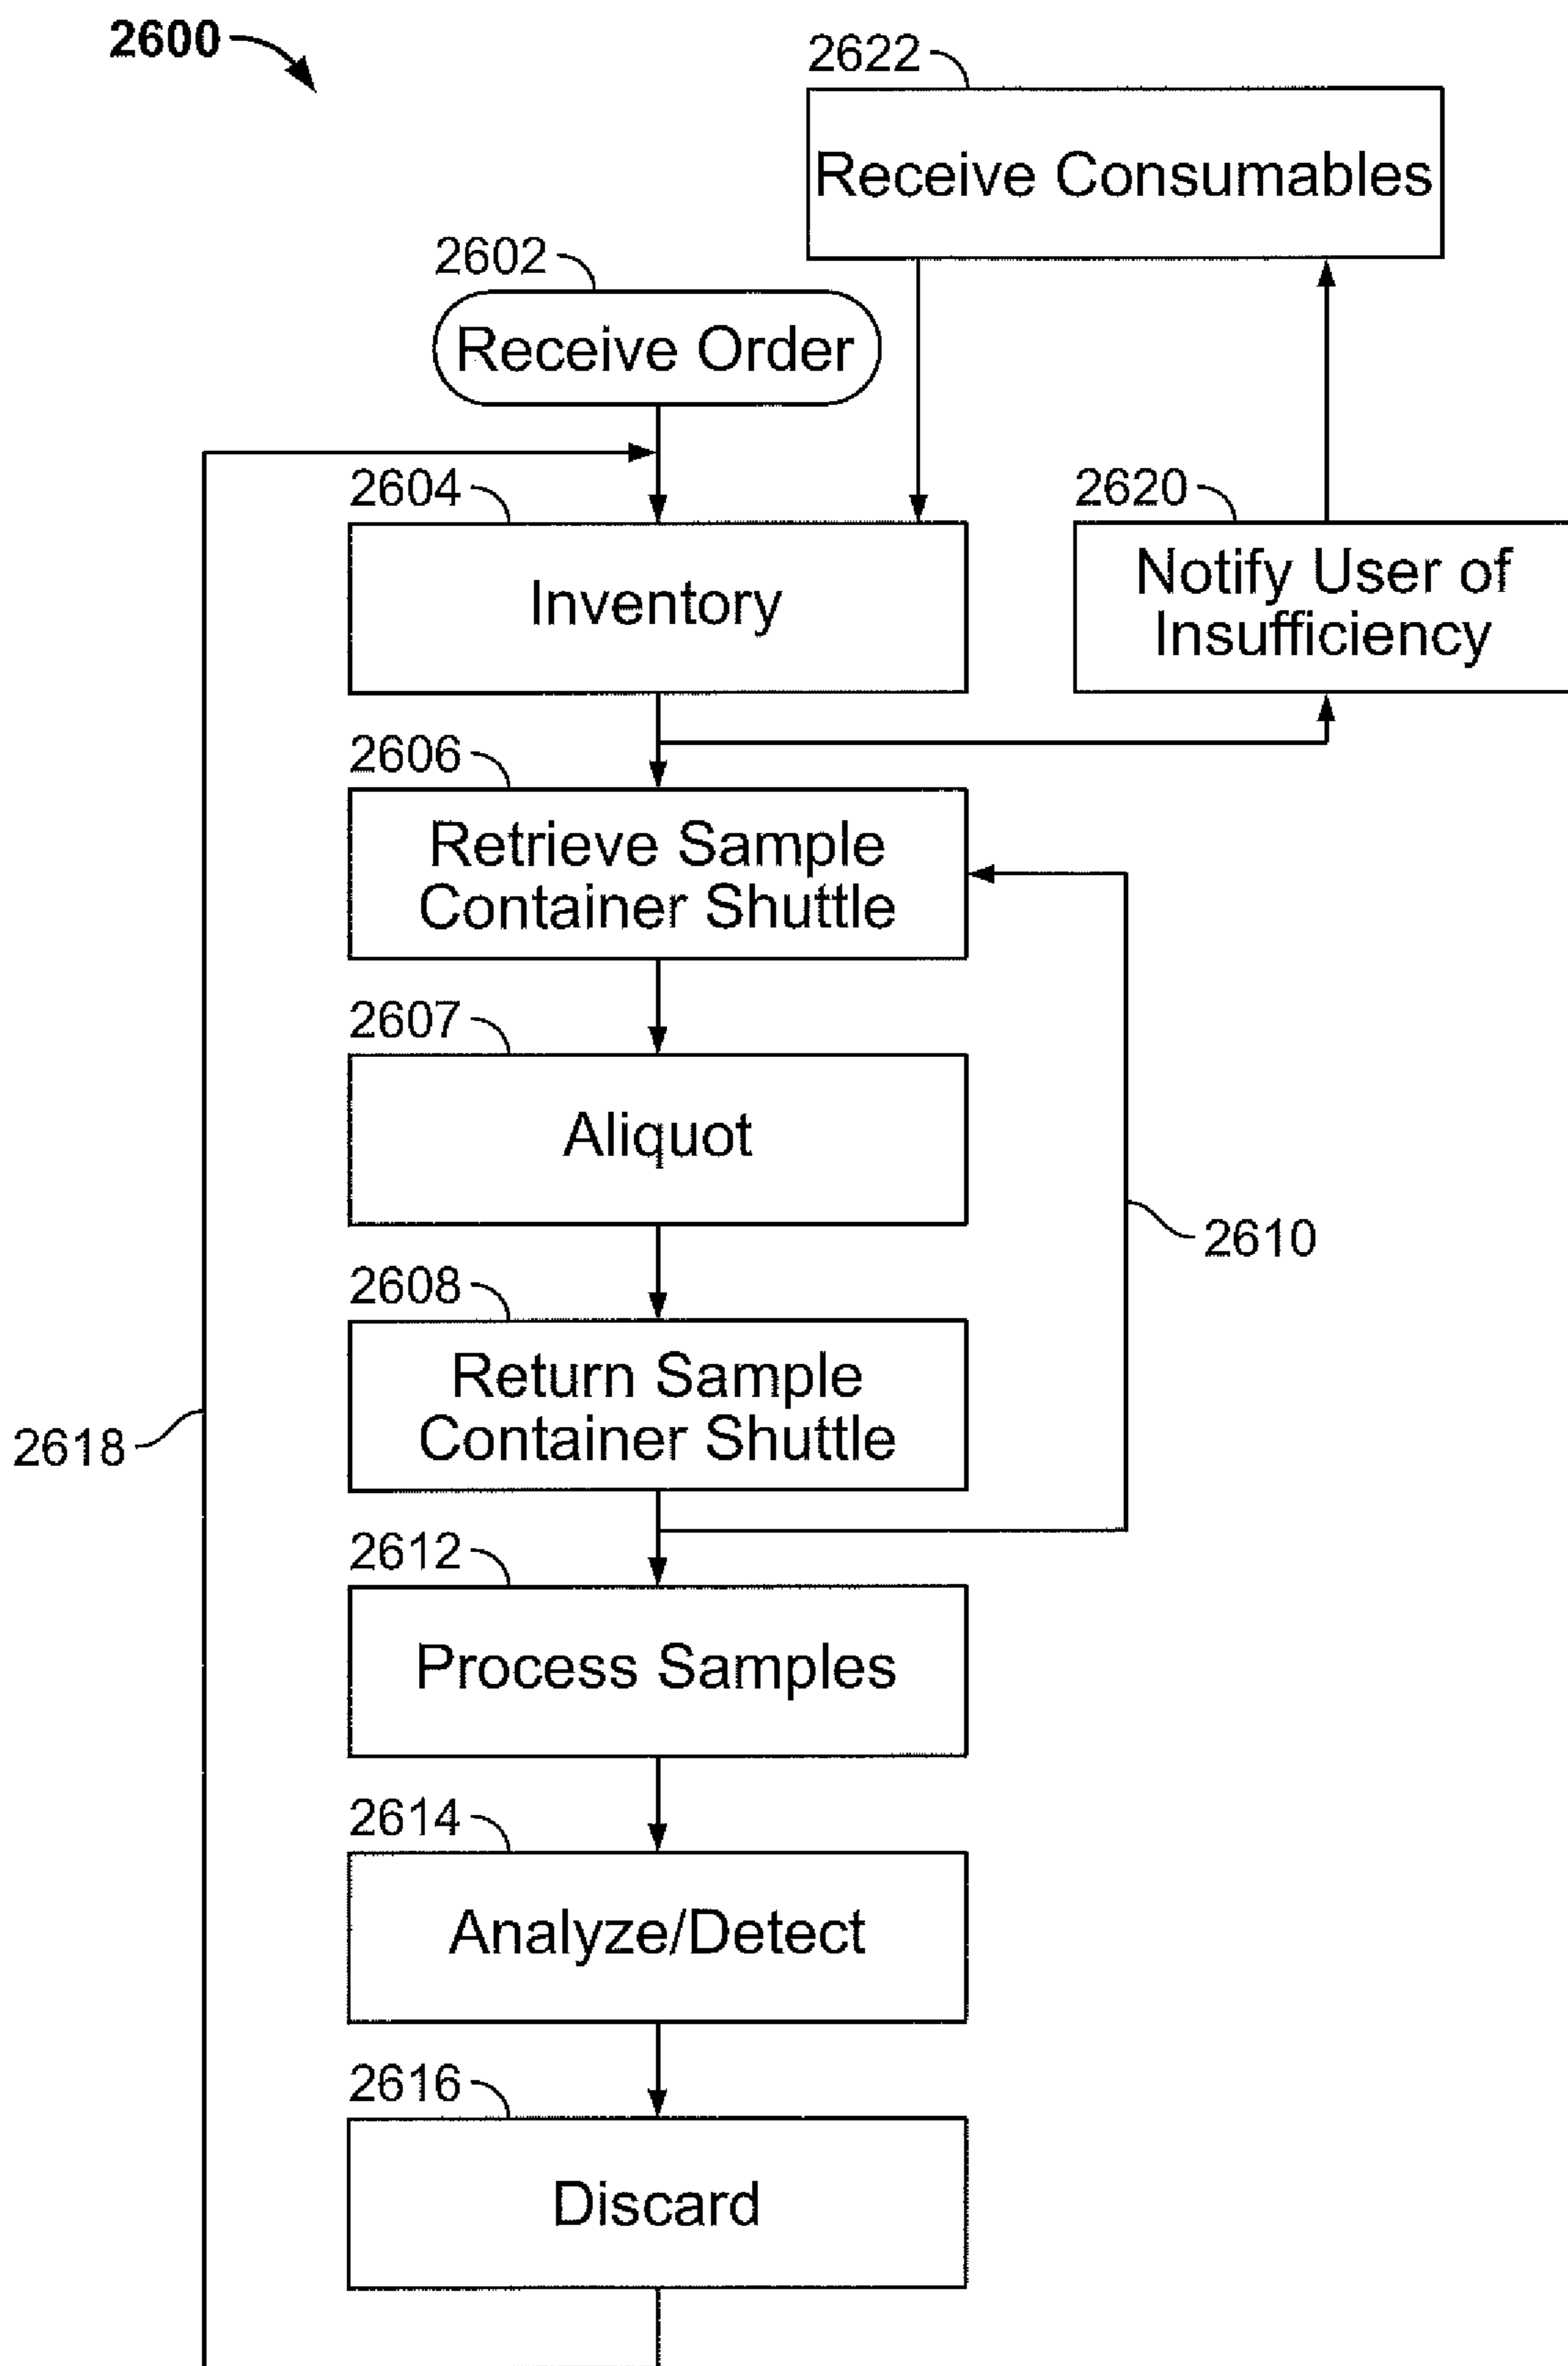 2600
2622
Receive Consumables
2602
Receive Order
2604
Inventory
2620
Notify User of
Insufficiency
2606
Retrieve Sample
Container Shuttle
2607
Aliquot
2610
2608
Return Sample
Container Shuttle
2618
2612
Process Samples
2614
Analyze/Detect
2616
Discard